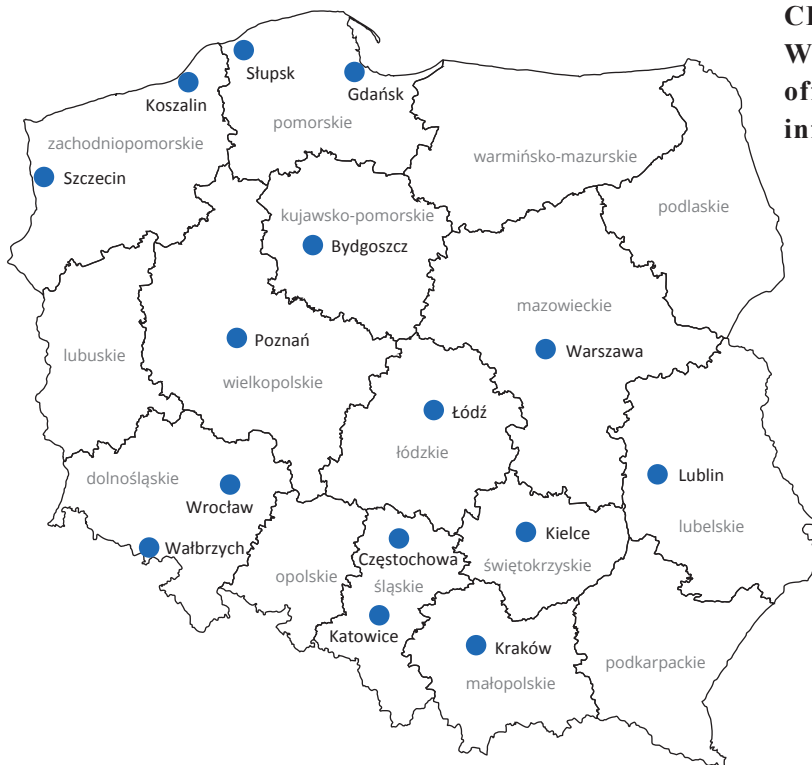 Słupsk
Koszalin
Gdańsk
pomorskie
zachodniopomorskie
warmińsko-mazurskie
Szczecin
podlaskie
kujawsko-pomorskie
Bydgoszcz
mazowieckie
Poznań
Warszawa
lubuskie
wielkopolskie
Łódź
łódzkie
dolnośląskie
Lublin
Wrocław
lubelskie
Kielce
Wałbrzych
Częstochowa
świętokrzyskie
opolskie
śląskie
Katowice
Kraków
podkarpackie
małopolskie